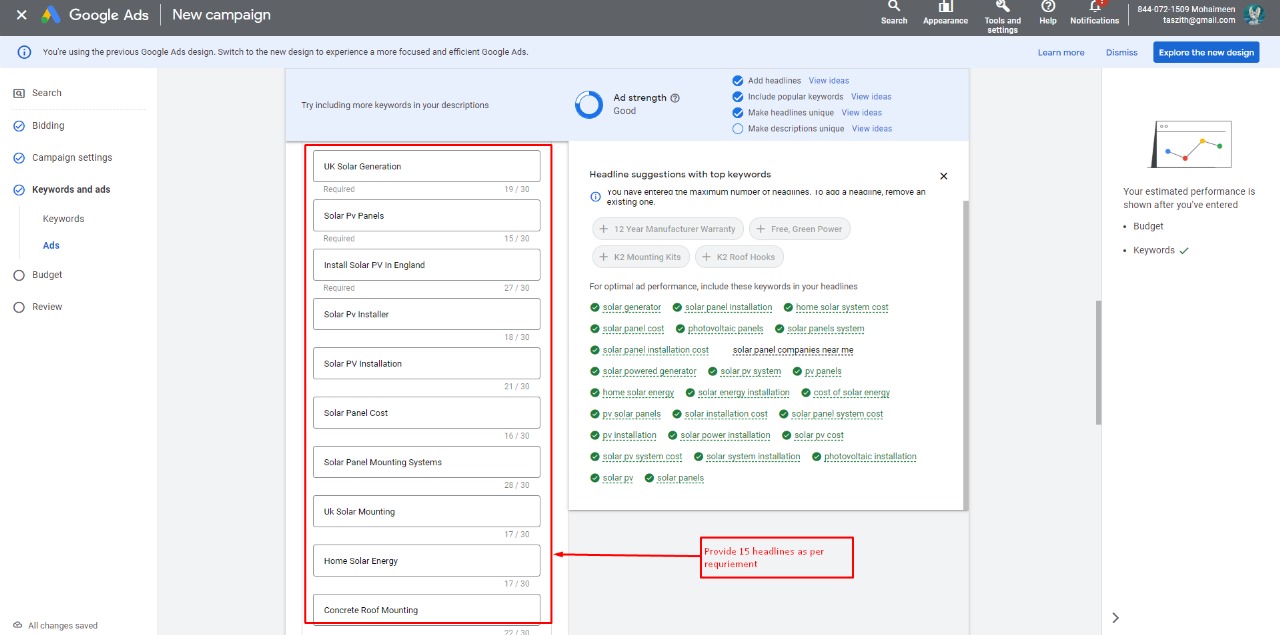 Google Ads
New campaign
Search
Appearance
Tools and
settings
Help
Notifications
844-072-1509 Mohaimeen
taszith@gmail.com
You're using the previous Google Ads design. Switch to the new design to experience a more focused and efficient Google Ads.
Learn more
Dismiss
Explore the new design
Search
Bidding
Campaign settings
Keywords and ads
Keywords
Ads
Budget
Review
All changes saved
Try including more keywords in your descriptions
Ad strength
Good
Add headlines View ideas
Include popular keywords View ideas
Make headlines unique View ideas
Make descriptions unique View ideas
UK Solar Generation
Required 19 / 30
Solar Pv Panels
Required 15 / 30
Install Solar PV in England
Required 27 / 30
Solar Pv Installer
18 / 30
Solar PV Installation
21 / 30
Solar Panel Cost
16 / 30
Solar Panel Mounting Systems
28 / 30
Uk Solar Mounting
17 / 30
Home Solar Energy
17 / 30
Concrete Roof Mounting
22 / 30
Headline suggestions with top keywords
You have entered the maximum number of headlines. To add a headline, remove an
existing one.
12 Year Manufacturer Warranty
Free, Green Power
K2 Mounting Kits
K2 Roof Hooks
For optimal ad performance, include these keywords in your headlines
solar generator solar panel installation home solar system cost
solar panel cost photovoltaic panels solar panels system
solar panel installation cost solar panel companies near me
solar powered generator solar pv system pv panels
home solar energy solar energy installation cost of solar energy
pv solar panels solar installation cost solar panel system cost
pv installation solar power installation solar pv cost
solar pv system cost solar system installation photovoltaic installation
solar pv solar panels
Provide 15 headlines as per
requriement
Your estimated performance is
shown after you've entered
Budget
Keywords